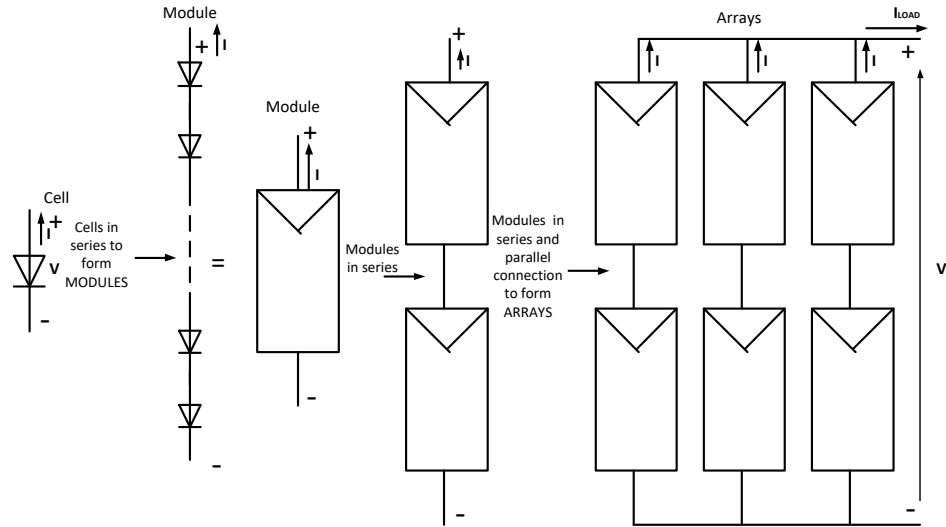 Module
+
I
-
Cell
+
I
V
-
Cells in
series to
form
MODULES
=
Module
+
I
-
Modules
in series
+
I
-
Modules in
series and
parallel
connection
to form
ARRAYS
Arrays
I I I
ILOAD
+
V
-